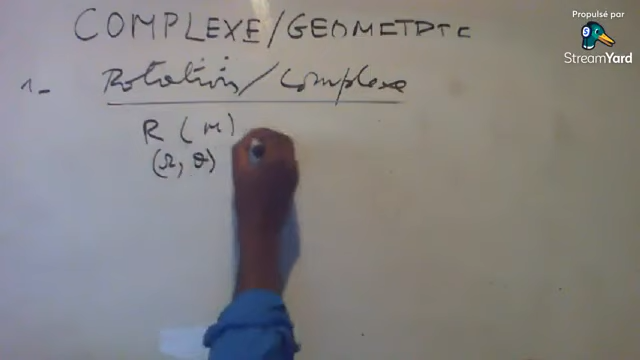 Propulsé par
StreamYard
COMPLEXE/GEOMETRIE
1- Rotation/Complexe
R (M)
(Ω, θ)